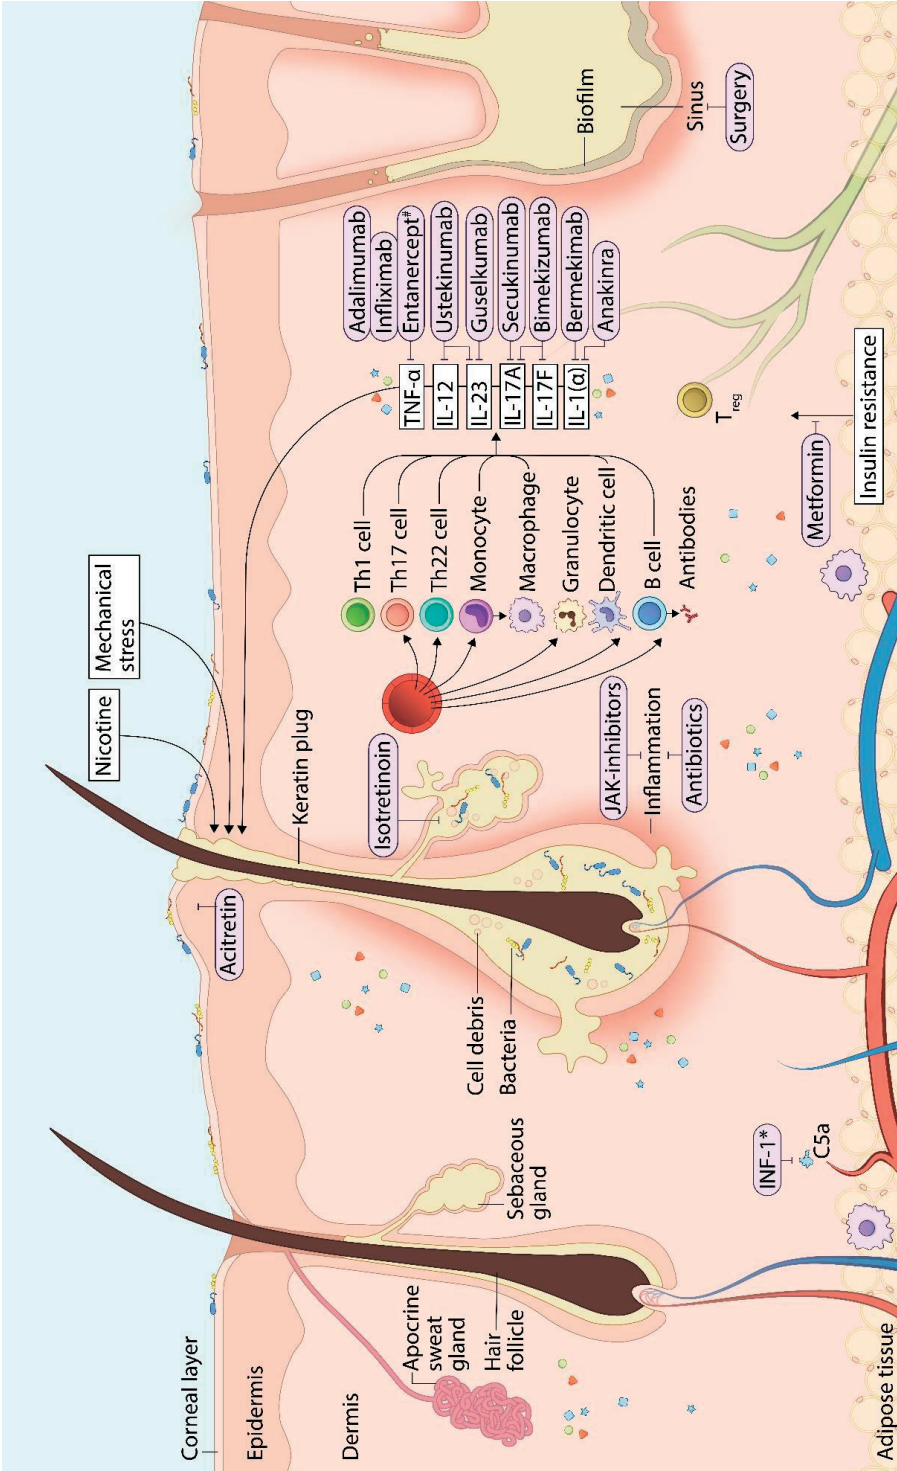 Corneal layer
Epidermis
Dermis
Adipose tissue
Apocrine
sweat
gland
Hair
follicle
Sebaceous
gland
INF-1*
C5a
Acitretin
Cell debris
Bacteria
Nicotine
Mechanical
stress
Keratin plug
Isotretinoin
JAK-inhibitors
Inflammation
Antibiotics
Th1 cell
Th17 cell
Th22 cell
Monocyte
Macrophage
Granulocyte
Dendritic cell
B cell
Antibodies
TNF-α
IL-12
IL-23
IL-17A
IL-17F
IL-1(α)
Adalimumab
Infliximab
Entanercept#
Ustekinumab
Guselkumab
Secukinumab
Bimekizumab
Bermekimab
Anakinra
Treg
Metformin
Insulin resistance
Biofilm
Sinus
Surgery